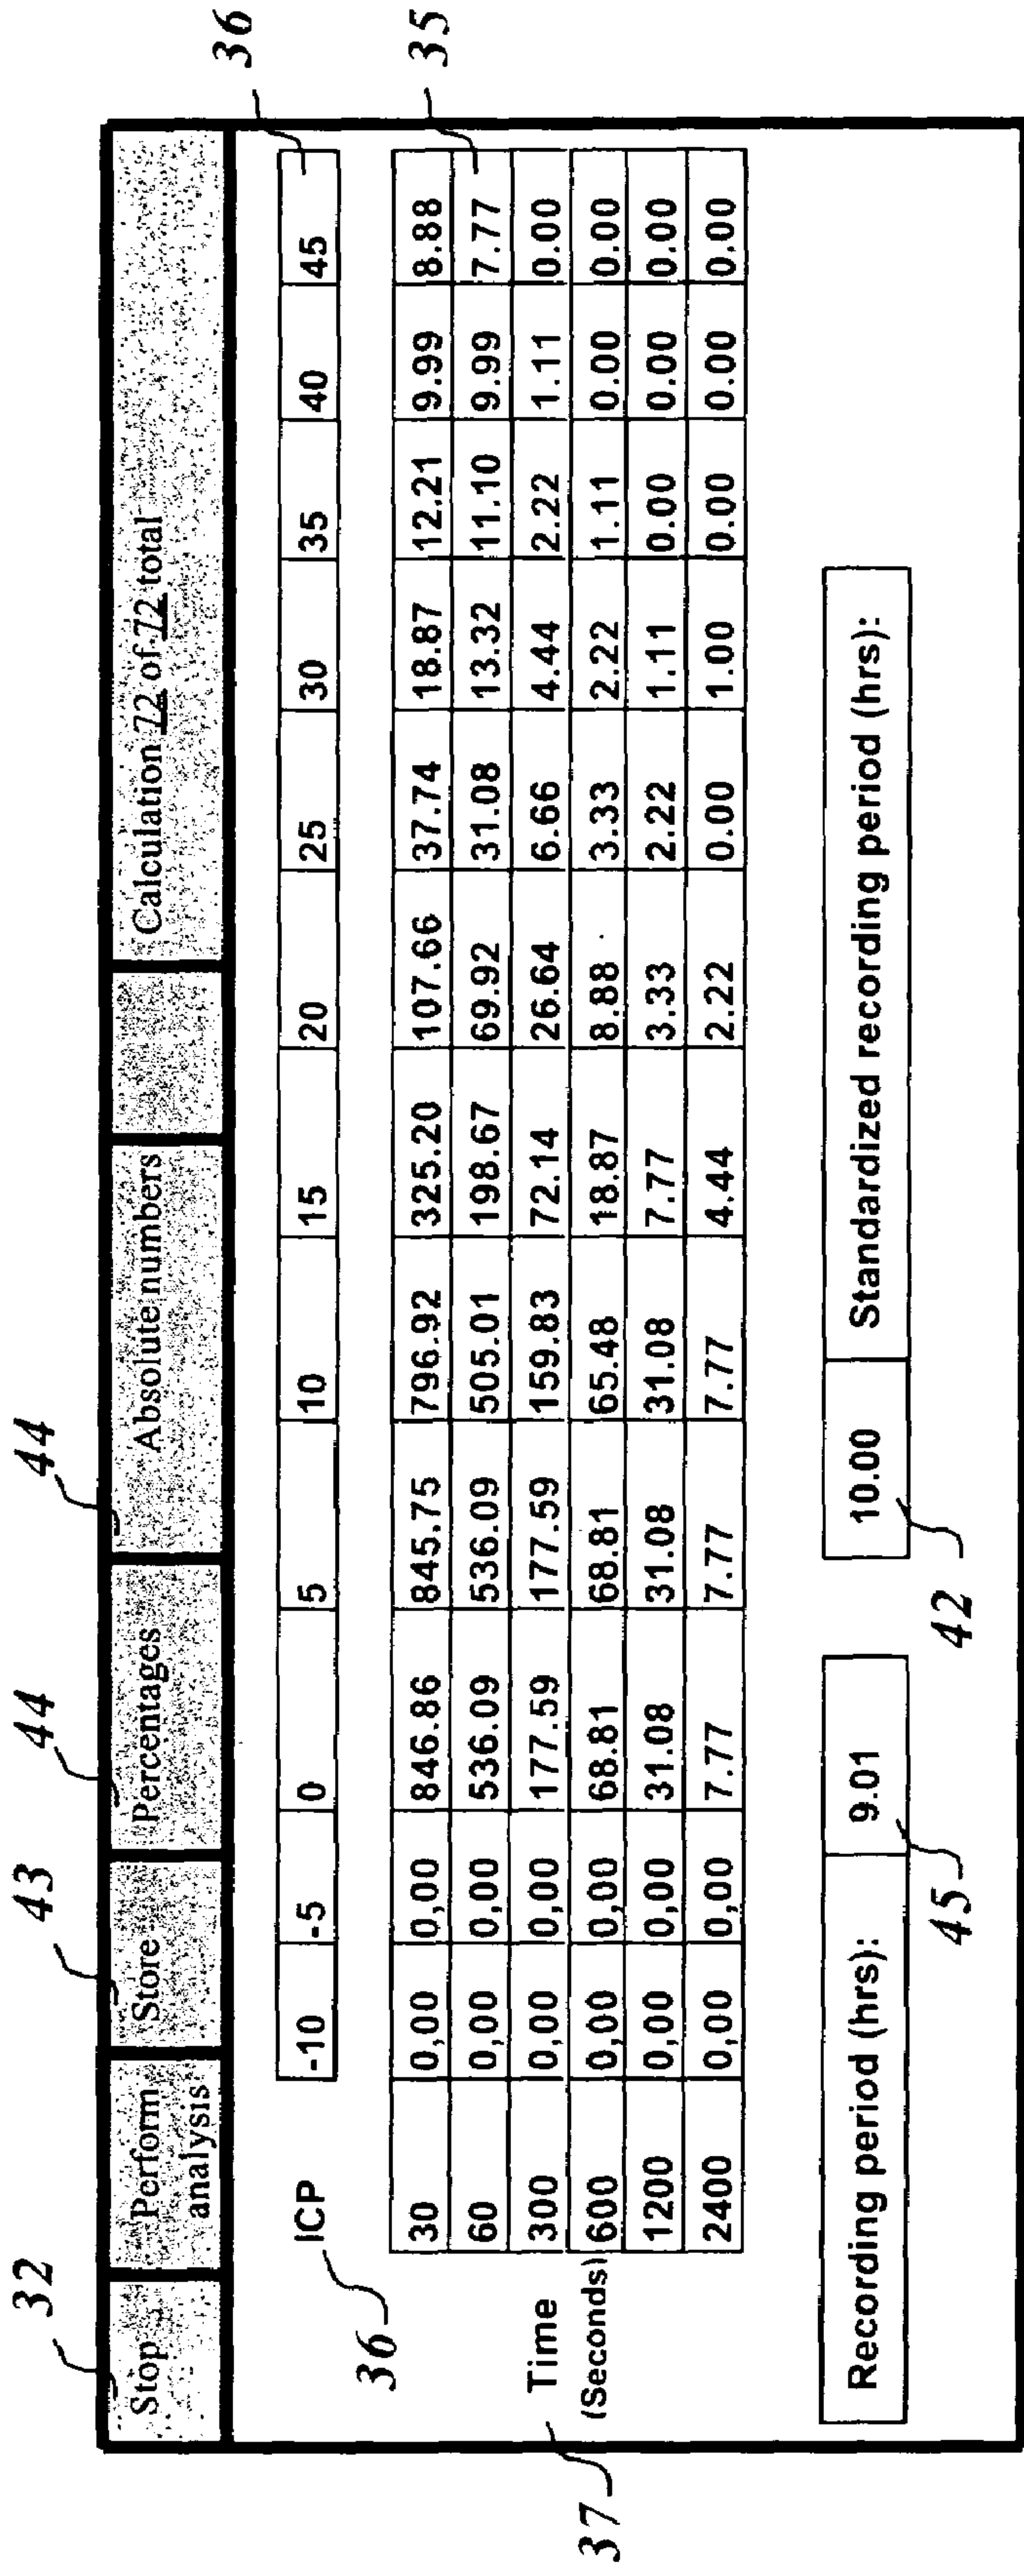 32 43 44 44
Stop Perform analysis Store Percentages Absolute numbers Calculation 72 of 72 total
36
36 ICP -10 -5 0 5 10 15 20 25 30 35 40 45
35
37 Time (Seconds)
30 0,00 0,00 846.86 845.75 796.92 325.20 107.66 37.74 18.87 12.21 9.99 8.88
60 0,00 0,00 536.09 536.09 505.01 198.67 69.92 31.08 13.32 11.10 9.99 7.77
300 0,00 0,00 177.59 177.59 159.83 72.14 26.64 6.66 4.44 2.22 1.11 0.00
600 0,00 0,00 68.81 68.81 65.48 18.87 8.88 3.33 2.22 1.11 0.00 0.00
1200 0,00 0,00 31.08 31.08 31.08 7.77 3.33 2.22 1.11 0.00 0.00 0.00
2400 0,00 0,00 7.77 7.77 7.77 4.44 2.22 0.00 1.00 0.00 0.00 0.00
Recording period (hrs): 9.01 10.00 Standardized recording period (hrs):
45 42